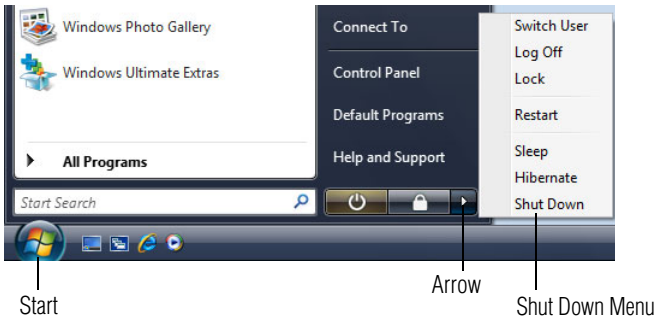 Windows Photo Gallery
Windows Ultimate Extras
All Programs
Start Search
Connect To
Control Panel
Default Programs
Help and Support
Switch User
Log Off
Lock
Restart
Sleep
Hibernate
Shut Down
Start
Arrow
Shut Down Menu